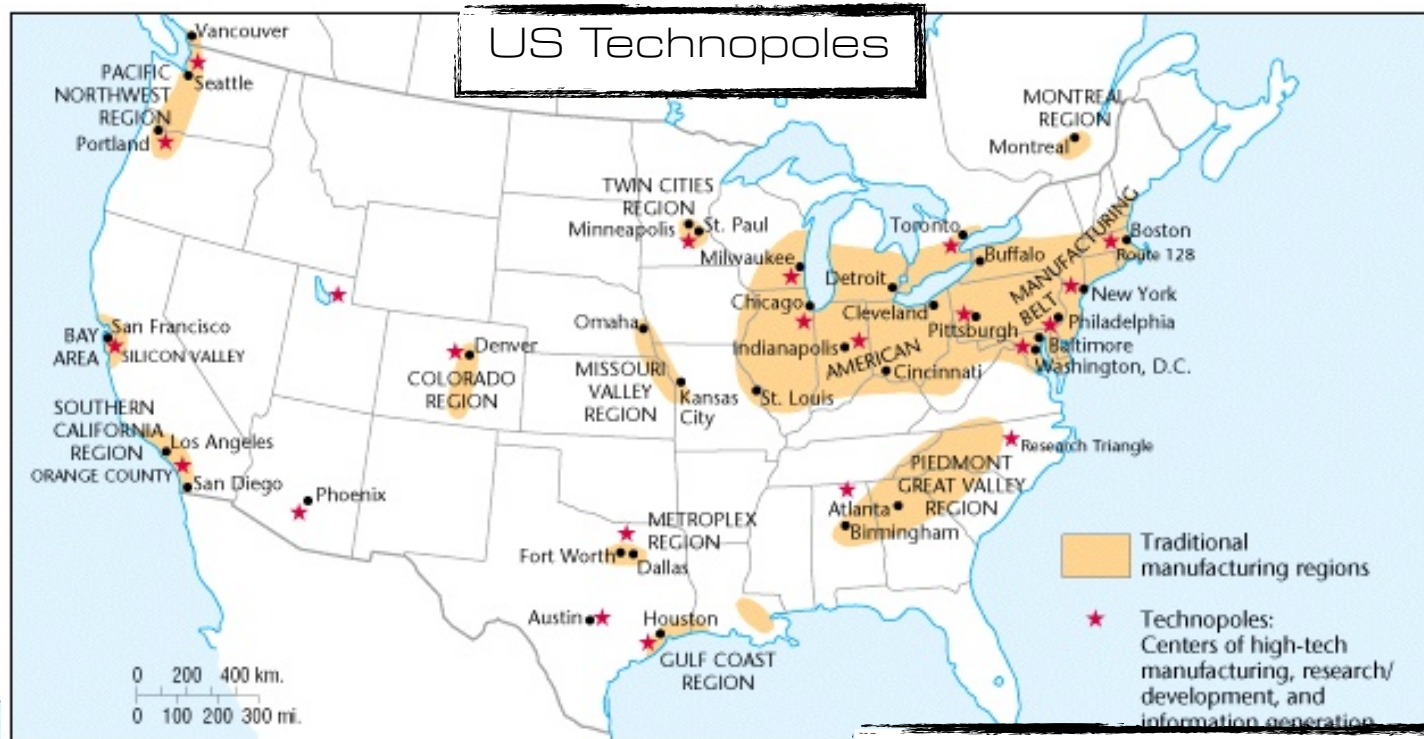 US Technopoles
Vancouver
PACIFIC
NORTHWEST
REGION
Seattle
Portland
MONTREAL
REGION
Montreal
TWIN CITIES
REGION
Minneapolis
St. Paul
Milwaukee
Chicago
Toronto
Buffalo
Detroit
Cleveland
Boston
Route 128
AMERICAN
MANUFACTURING
BELT
New York
Pittsburgh
Philadelphia
Baltimore
Washington, D.C.
Indianapolis
Cincinnati
St. Louis
Omaha
MISSOURI
VALLEY
REGION
Kansas
City
Denver
COLORADO
REGION
BAY
AREA
San Francisco
SILICON VALLEY
SOUTHERN
CALIFORNIA
REGION
ORANGE COUNTY
Los Angeles
San Diego
Phoenix
METROPLEX
REGION
Fort Worth
Dallas
Austin
Houston
GULF COAST
REGION
Research Triangle
PIEDMONT
GREAT VALLEY
REGION
Atlanta
Birmingham
Traditional
manufacturing regions
Technopoles:
Centers of high-tech
manufacturing, research/
development, and
information generation
0 200 400 km.
0 100 200 300 mi.